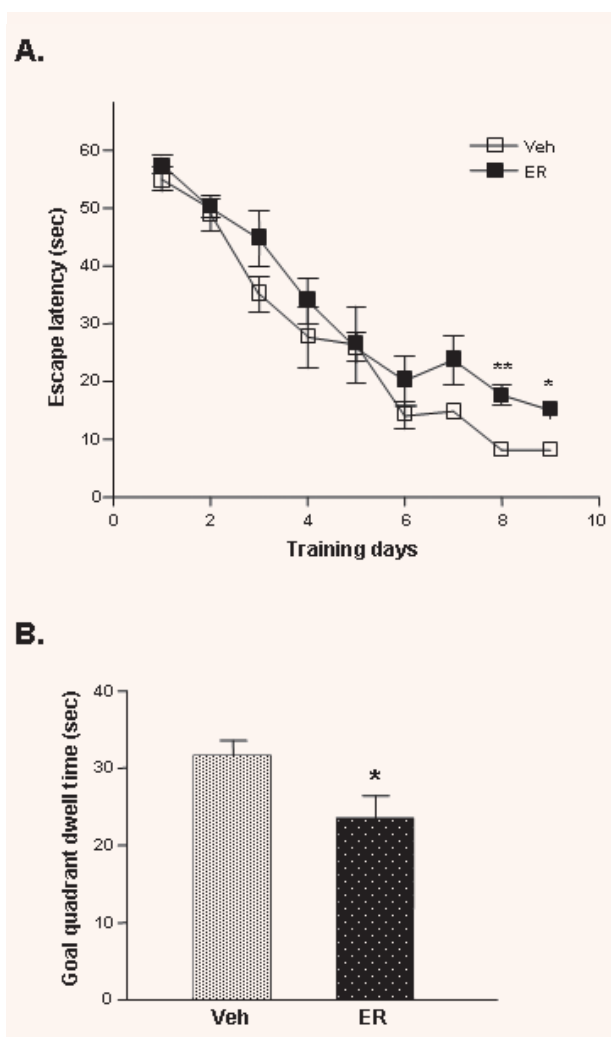 A.
Escape latency (sec)
60
50
40
30
20
10
0
Veh
ER
**
*
0 2 4 6 8 10
Training days
B.
Goal quadrant dwell time (sec)
40
30
20
10
0
*
Veh ER